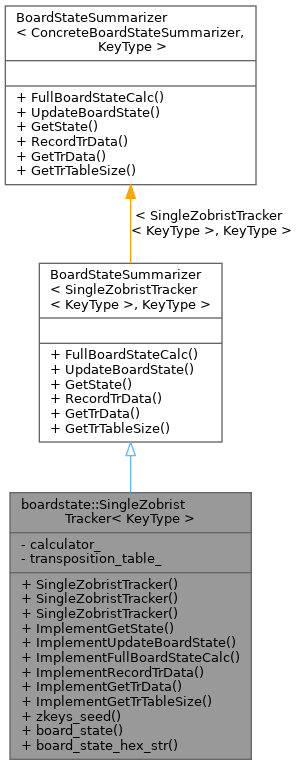 BoardStateSummarizer
< ConcreteBoardStateSummarizer,
KeyType >
+ FullBoardStateCalc()
+ UpdateBoardState()
+ GetState()
+ RecordTrData()
+ GetTrData()
+ GetTrTableSize()
< SingleZobristTracker
< KeyType >, KeyType >
BoardStateSummarizer
< SingleZobristTracker
< KeyType >, KeyType >
+ FullBoardStateCalc()
+ UpdateBoardState()
+ GetState()
+ RecordTrData()
+ GetTrData()
+ GetTrTableSize()
boardstate::SingleZobrist
Tracker< KeyType >
- calculator_
- transposition_table_
+ SingleZobristTracker()
+ SingleZobristTracker()
+ SingleZobristTracker()
+ ImplementGetState()
+ ImplementUpdateBoardState()
+ ImplementFullBoardStateCalc()
+ ImplementRecordTrData()
+ ImplementGetTrData()
+ ImplementGetTrTableSize()
+ zkeys_seed()
+ board_state()
+ board_state_hex_str()